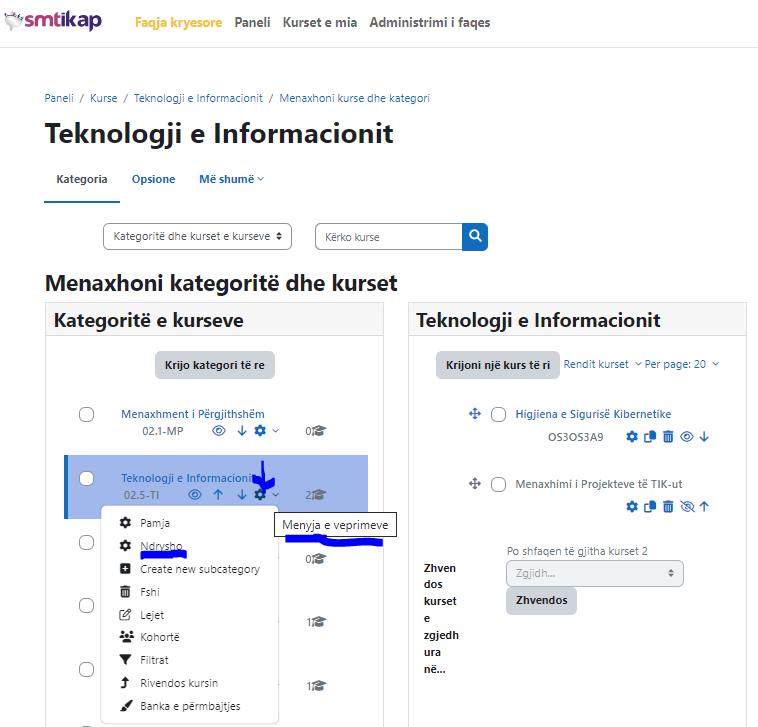 smtikap
Faqja kryesore Paneli Kurset e mia Administrimi i faqes
Paneli / Kurse / Teknologji e Informacionit / Menaxhoni kurse dhe kategori
Teknologji e Informacionit
Kategoria Opsione Më shumë
Kategoritë dhe kurset e kurseve
Kërko kurse
Menaxhoni kategoritë dhe kurset
Kategoritë e kurseve
Krijo kategori të re
Menaxhment i Përgjithshëm
02.1-MP 0
Teknologji e Informacionit
02.5-TI 2
Menyja e veprimeve
Pamja
Ndrysho
0
Create new subcategory
Fshi
Lejet
1
Kohortë
Filtrat
Rivendos kursin
1
Banka e përmbajtjes
Teknologji e Informacionit
Krijoni një kurs të ri Rendit kurset Per page: 20
Higjiena e Sigurisë Kibernetike
OS3OS3A9
Menaxhimi i Projekteve të TIK-ut
Po shfaqen të gjitha kurset 2
Zhven
dos
kurset
e
zgjedh
ura
në...
Zgjidh...
Zhvendos